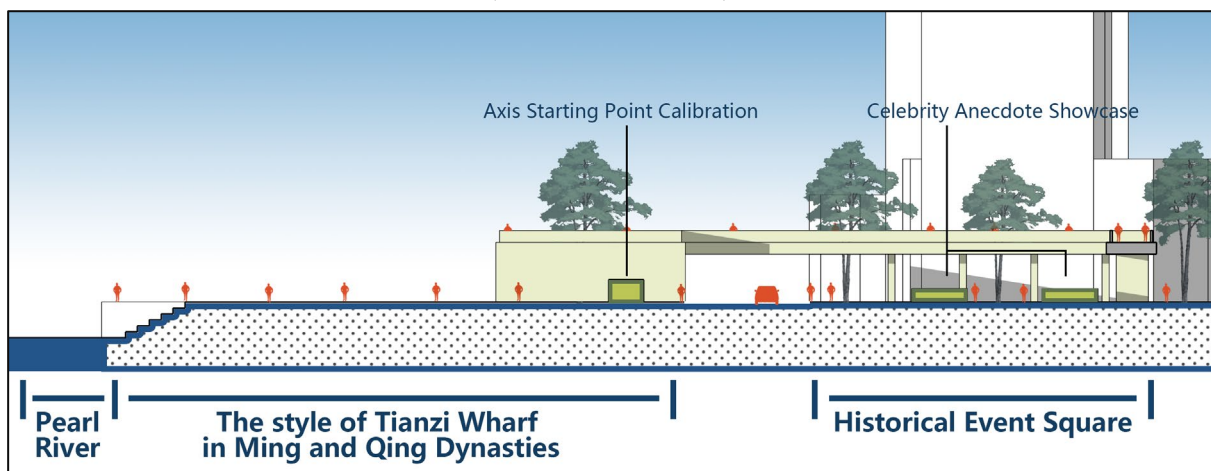 Axis Starting Point Calibration
Celebrity Anecdote Showcase
Pearl
River
The style of Tianzi Wharf
in Ming and Qing Dynasties
Historical Event Square